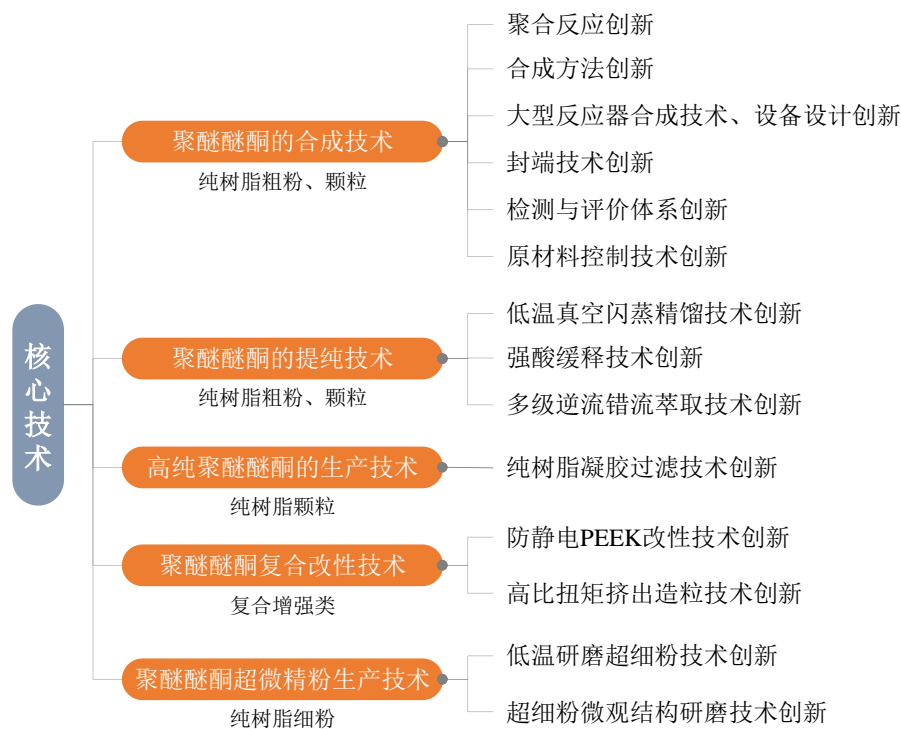 核心技术
聚醚醚酮的合成技术
纯树脂粗粉、颗粒
聚合反应创新
合成方法创新
大型反应器合成技术、设备设计创新
封端技术创新
检测与评价体系创新
原材料控制技术创新
聚醚醚酮的提纯技术
纯树脂粗粉、颗粒
低温真空闪蒸精馏技术创新
强酸缓释技术创新
多级逆流错流萃取技术创新
高纯聚醚醚酮的生产技术
纯树脂颗粒
纯树脂凝胶过滤技术创新
聚醚醚酮复合改性技术
复合增强类
防静电PEEK改性技术创新
高比扭矩挤出造粒技术创新
聚醚醚酮超微精粉生产技术
纯树脂细粉
低温研磨超细粉技术创新
超细粉微观结构研磨技术创新